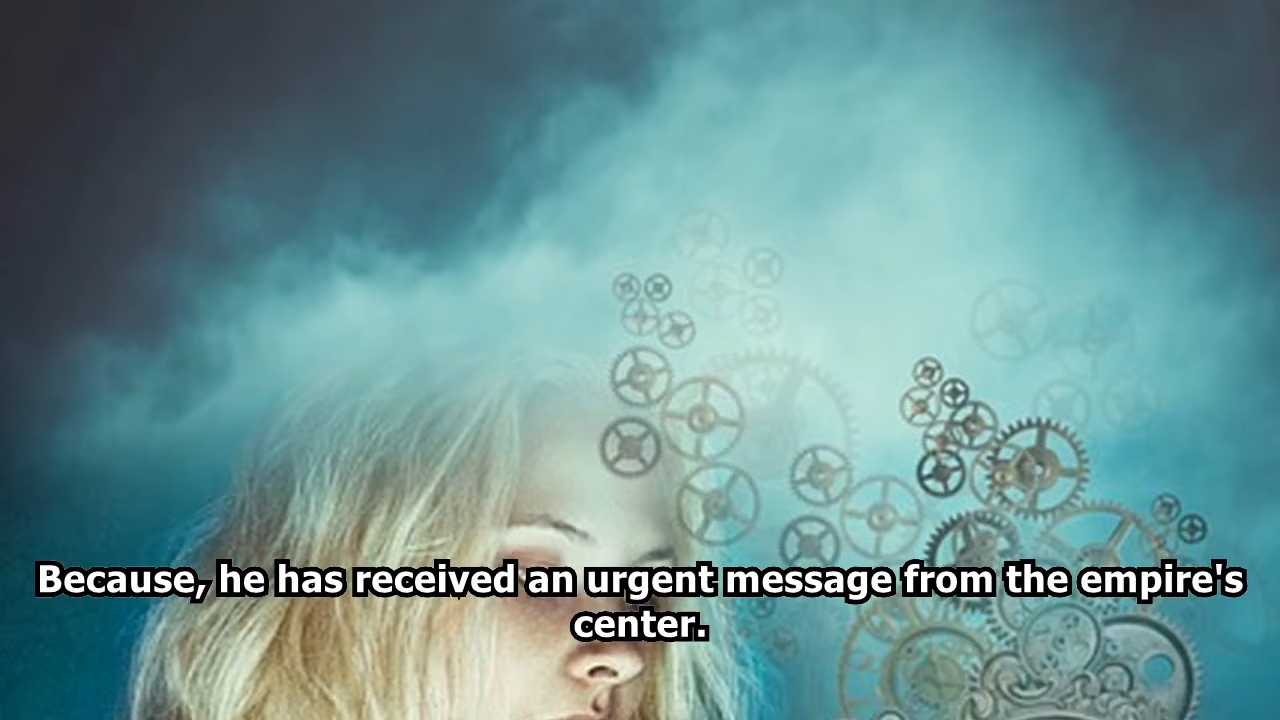 Because, he has received an urgent message from the empire's
center.